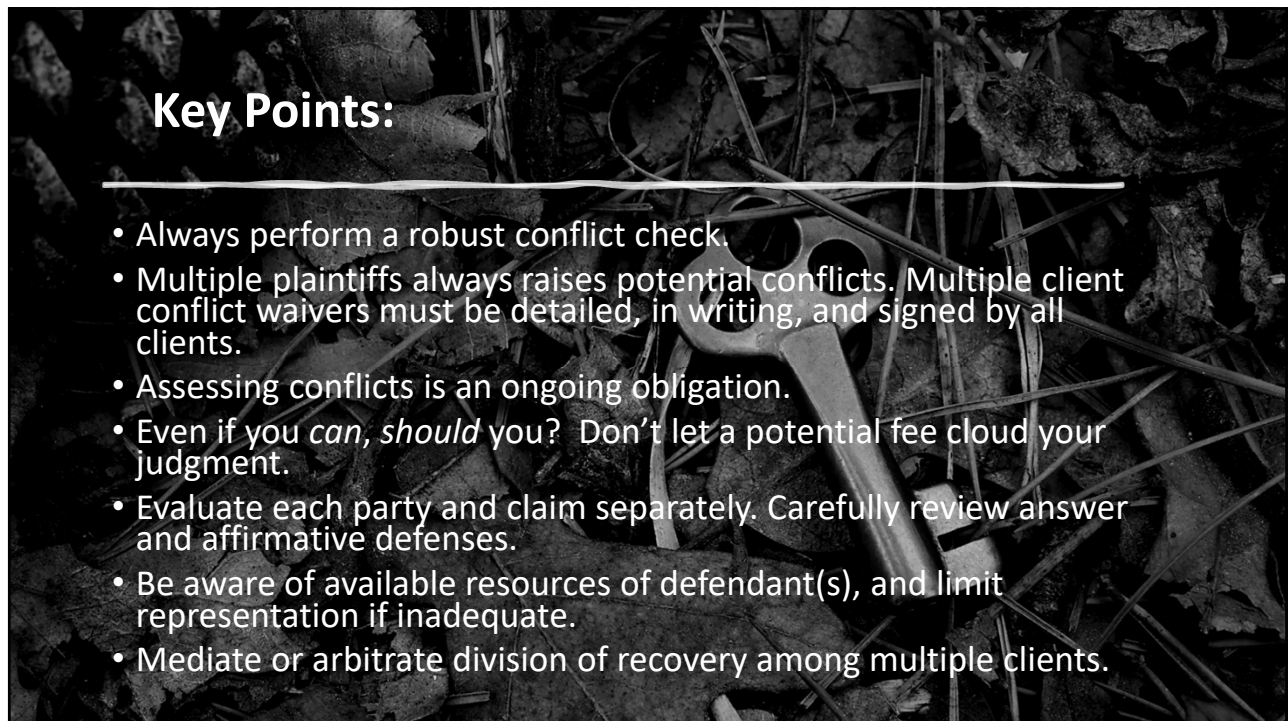 Key Points:
• Always perform a robust conflict check.
• Multiple plaintiffs always raises potential conflicts. Multiple client
conflict waivers must be detailed, in writing, and signed by all
clients.
• Assessing conflicts is an ongoing obligation.
• Even if you can, should you?  Don’t let a potential fee cloud your
judgment.
• Evaluate each party and claim separately. Carefully review answer
and affirmative defenses.
• Be aware of available resources of defendant(s), and limit
representation if inadequate.
• Mediate or arbitrate division of recovery among multiple clients.